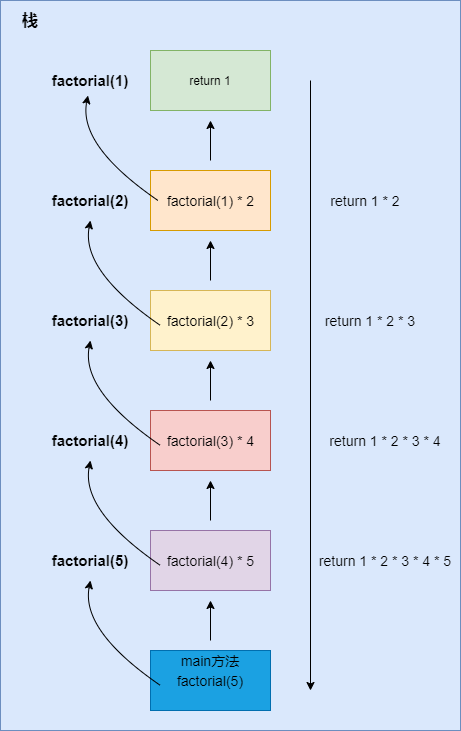 栈
factorial(1)
return 1
factorial(2)
factorial(1) * 2
return 1 * 2
factorial(3)
factorial(2) * 3
return 1 * 2 * 3
factorial(4)
factorial(3) * 4
return 1 * 2 * 3 * 4
factorial(5)
factorial(4) * 5
return 1 * 2 * 3 * 4 * 5
main方法
factorial(5)